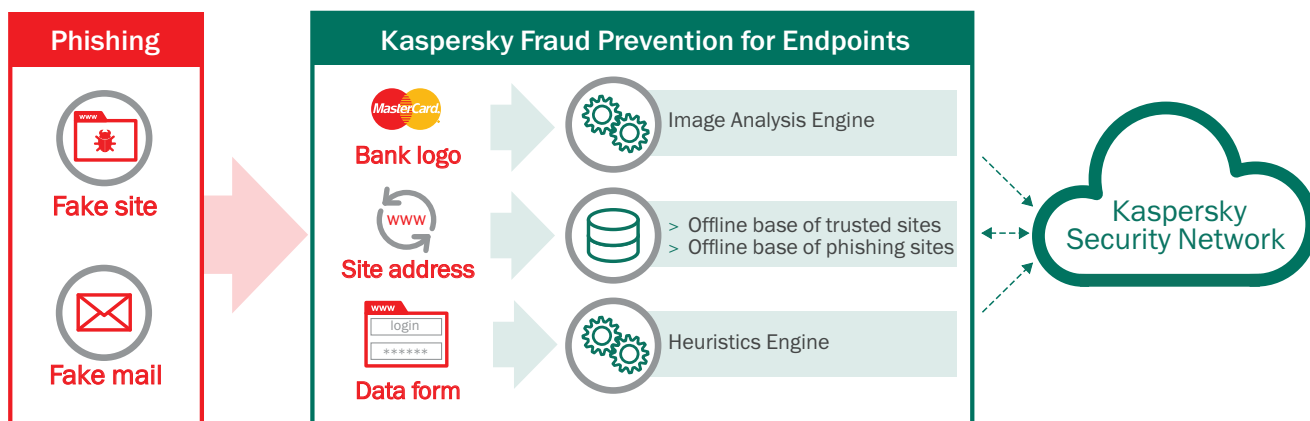 Phishing
www
Fake site
Fake mail
Kaspersky Fraud Prevention for Endpoints
MasterCard
Bank logo
Image Analysis Engine
www
Site address
> Offline base of trusted sites
> Offline base of phishing sites
www
login
******
Data form
Heuristics Engine
Kaspersky
Security Network